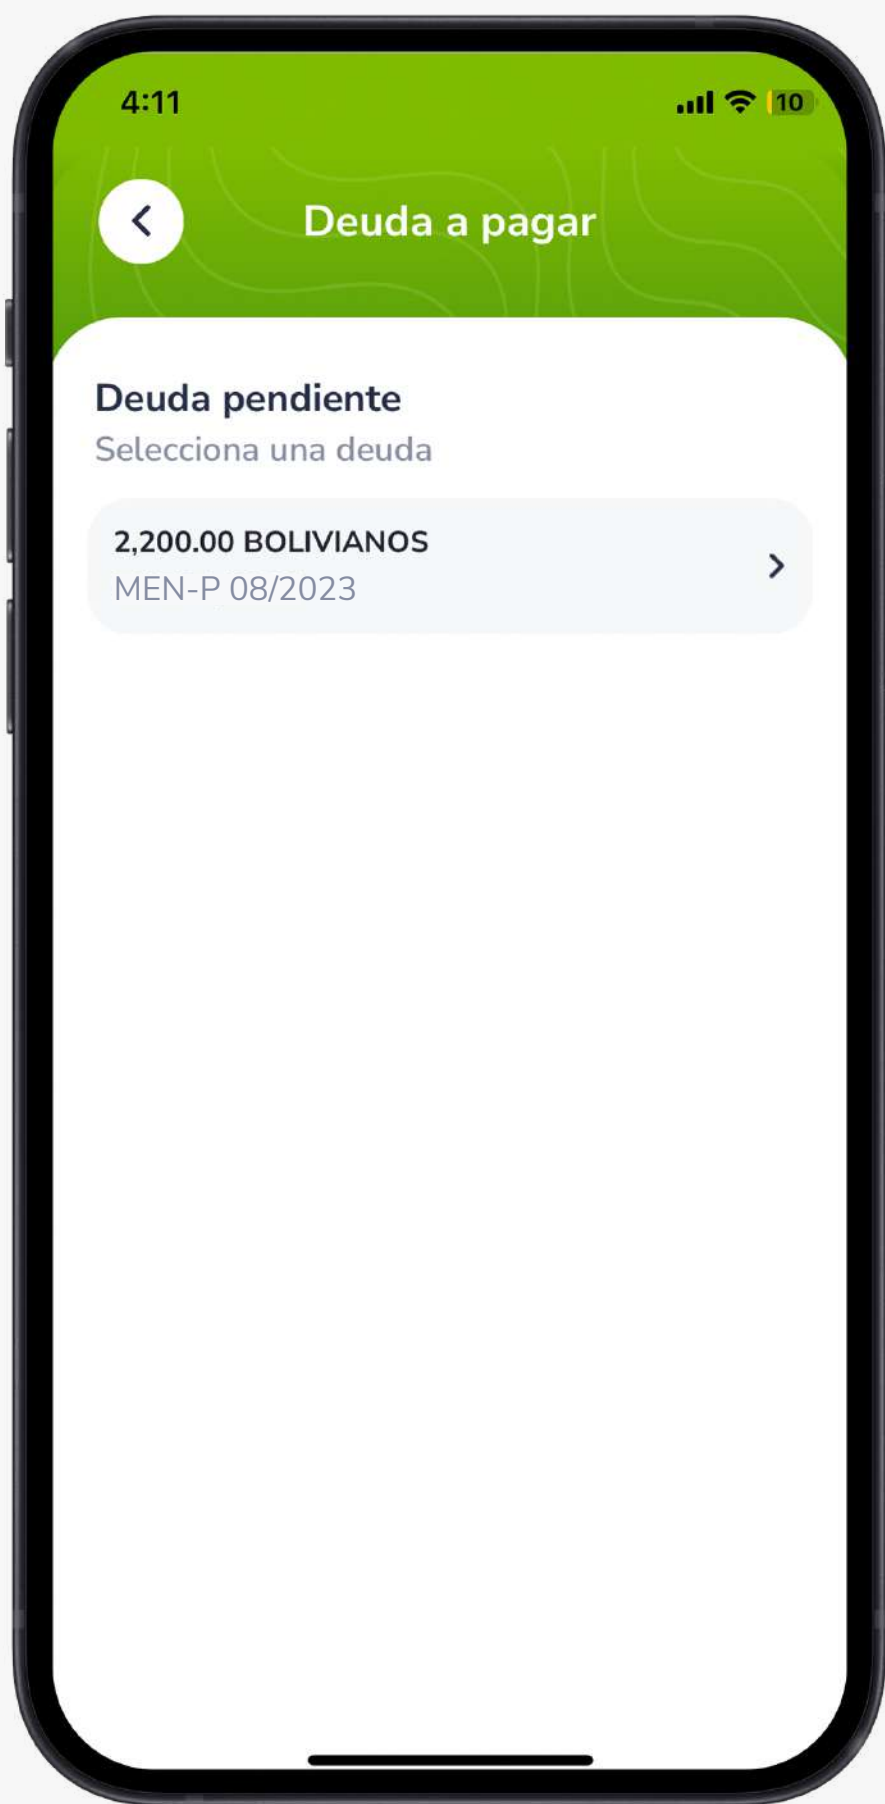 4:11
10
Deuda a pagar
Deuda pendiente
Selecciona una deuda
2,200.00 BOLIVIANOS
MEN-P 08/2023